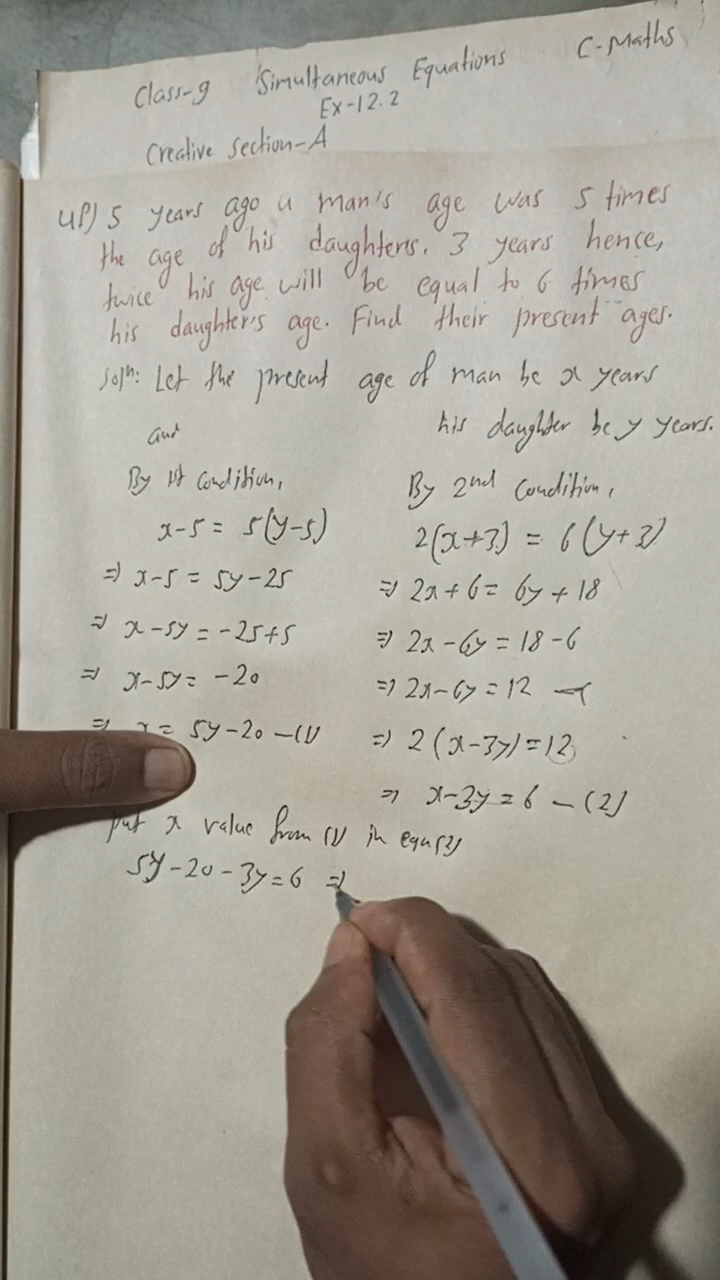 Class-9 Simultaneous Equations C-Maths
Ex-12.2
Creative Section-A
4f) 5 years ago a man's age was 5 times
the age of his daughters. 3 years hence,
twice his age will be equal to 6 times
his daughter's age. Find their present ages.
Solⁿ: Let the present age of man be x years
and his daughter be y years.
By 1st condition,
x-5 = 5(y-5)
=) x-5 = 5y-25
=) x-5y = -25+5
=) x-5y = -20
=) x = 5y-20 -(1)
By 2nd condition,
2(x+3) = 6(y+3)
=) 2x+6 = 6y+18
=) 2x-6y = 18-6
=) 2x-6y = 12
=) 2(x-3y) = 12
=) x-3y = 6 -(2)
put x value from (1) in equ(2)
5y-20-3y=6 =)